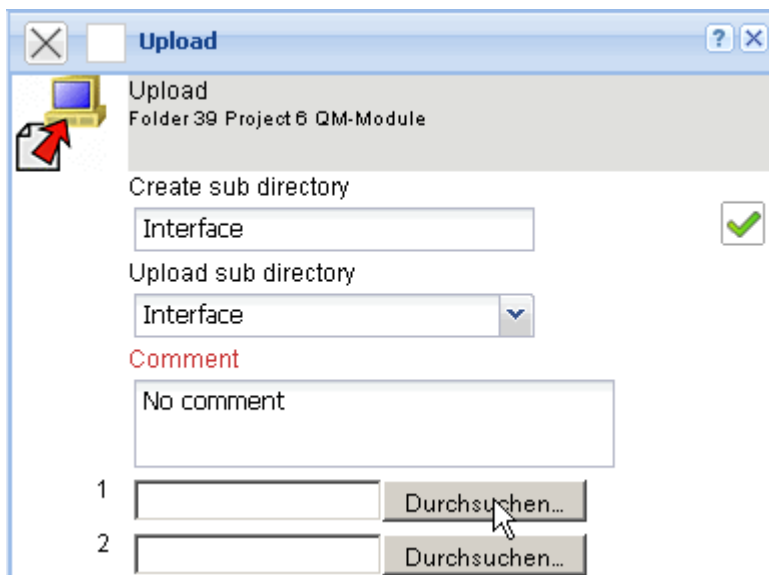 Upload
Upload
Folder 39 Project 6 QM-Module
Create sub directory
Interface
Upload sub directory
Interface
Comment
No comment
1 Durchsuchen...
2 Durchsuchen...